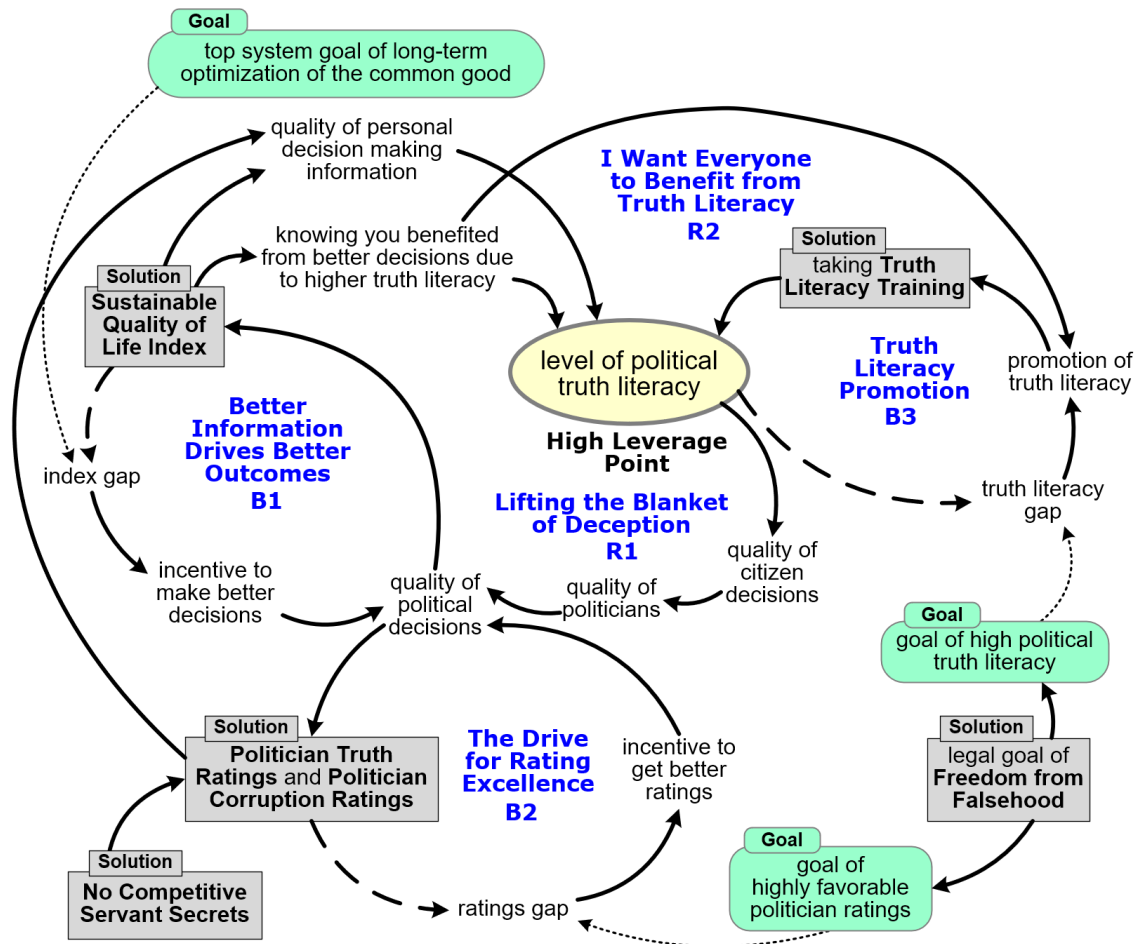 Goal
top system goal of long-term
optimization of the common good
quality of personal
decision making
information
I Want Everyone
to Benefit from
Truth Literacy
R2
knowing you benefited
from better decisions due
to higher truth literacy
Solution
taking Truth
Literacy Training
Solution
Sustainable
Quality of
Life Index
level of political
truth literacy
High Leverage
Point
Truth
Literacy
Promotion
B3
promotion of
truth literacy
Better
Information
Drives Better
Outcomes
B1
index gap
Lifting the Blanket
of Deception
R1
truth literacy
gap
incentive to
make better
decisions
quality of
political
decisions
quality of
politicians
quality of
citizen
decisions
Goal
goal of high political
truth literacy
Solution
Politician Truth
Ratings and Politician
Corruption Ratings
The Drive
for Rating
Excellence
B2
incentive to
get better
ratings
Solution
legal goal of
Freedom from
Falsehood
Solution
No Competitive
Servant Secrets
ratings gap
Goal
goal of
highly favorable
politician ratings